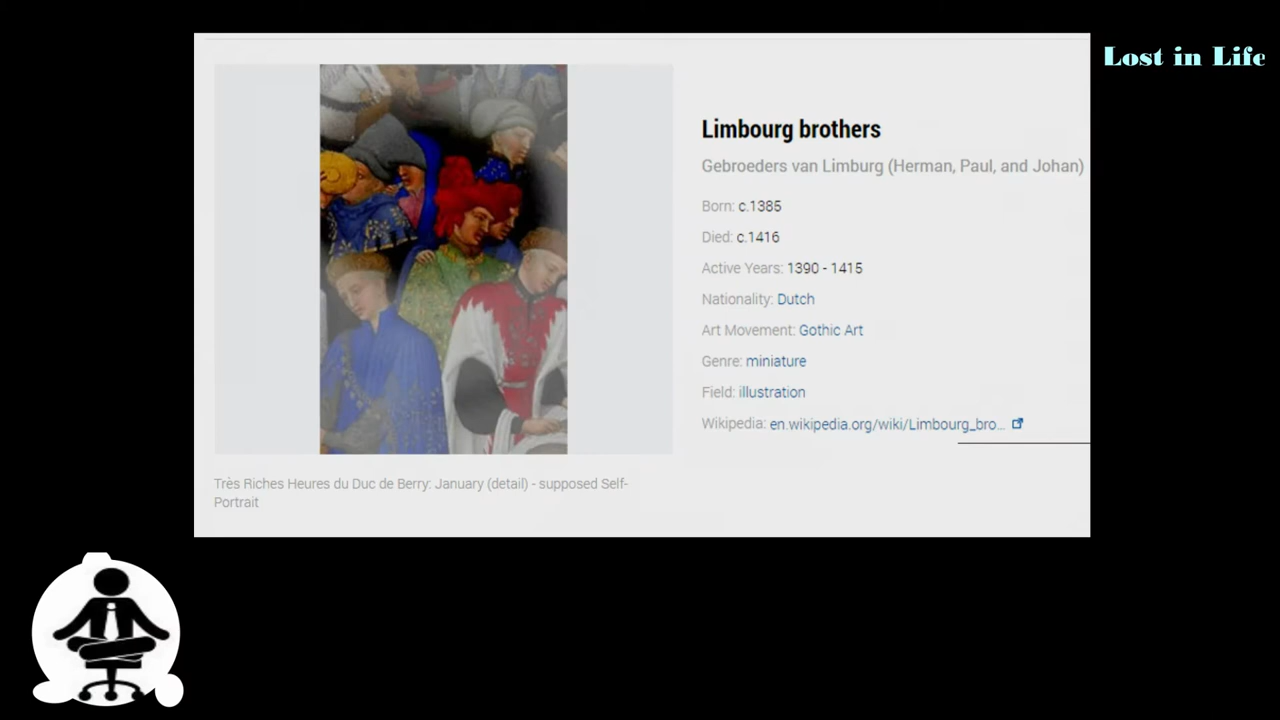 Lost in Life
Limbourg brothers
Gebroeders van Limburg (Herman, Paul, and Johan)
Born: c.1385
Died: c.1416
Active Years: 1390 - 1415
Nationality: Dutch
Art Movement: Gothic Art
Genre: miniature
Field: illustration
Wikipedia: en.wikipedia.org/wiki/Limbourg_bro...
Très Riches Heures du Duc de Berry: January (detail) - supposed Self-
Portrait